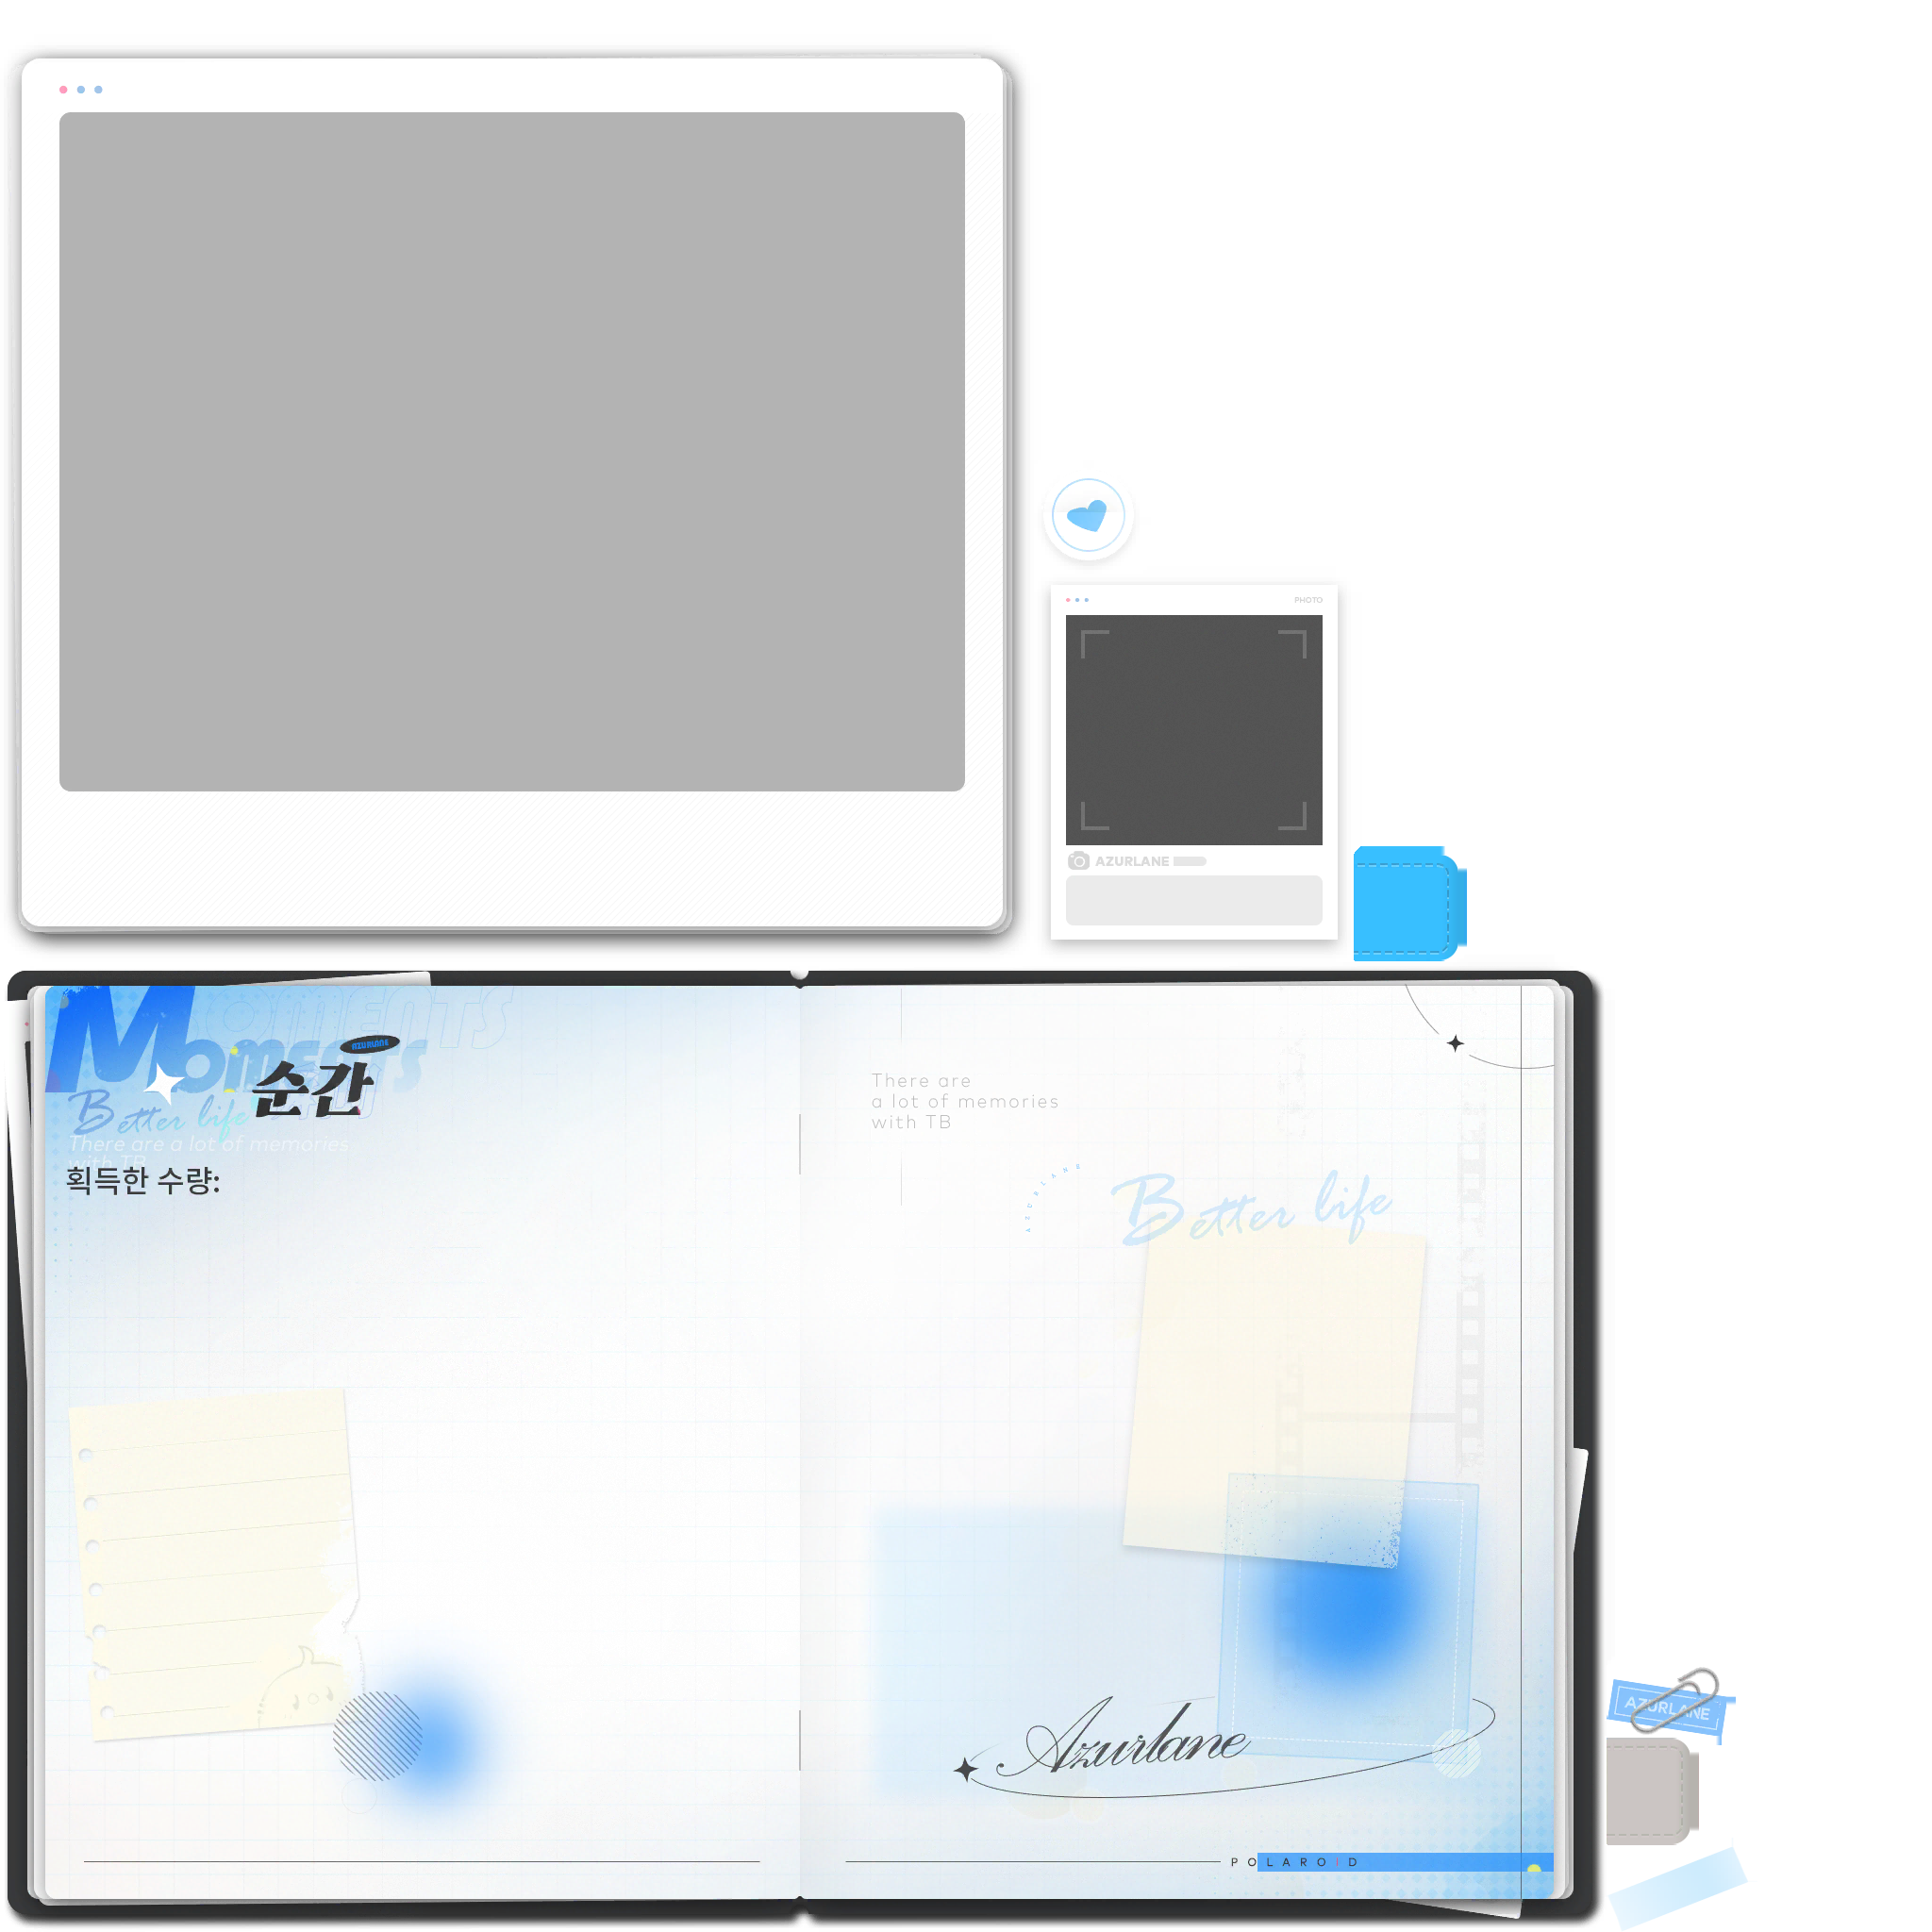 PHOTO
AZURLANE
MOMENTS
MOMENTS
AZURLANE
순간
Better life
There are a lot of memories
with TB
획득한 수량:
There are
a lot of memories
with TB
AZURLANE
Better life
Azurlane
POLAROID
AZURLANE